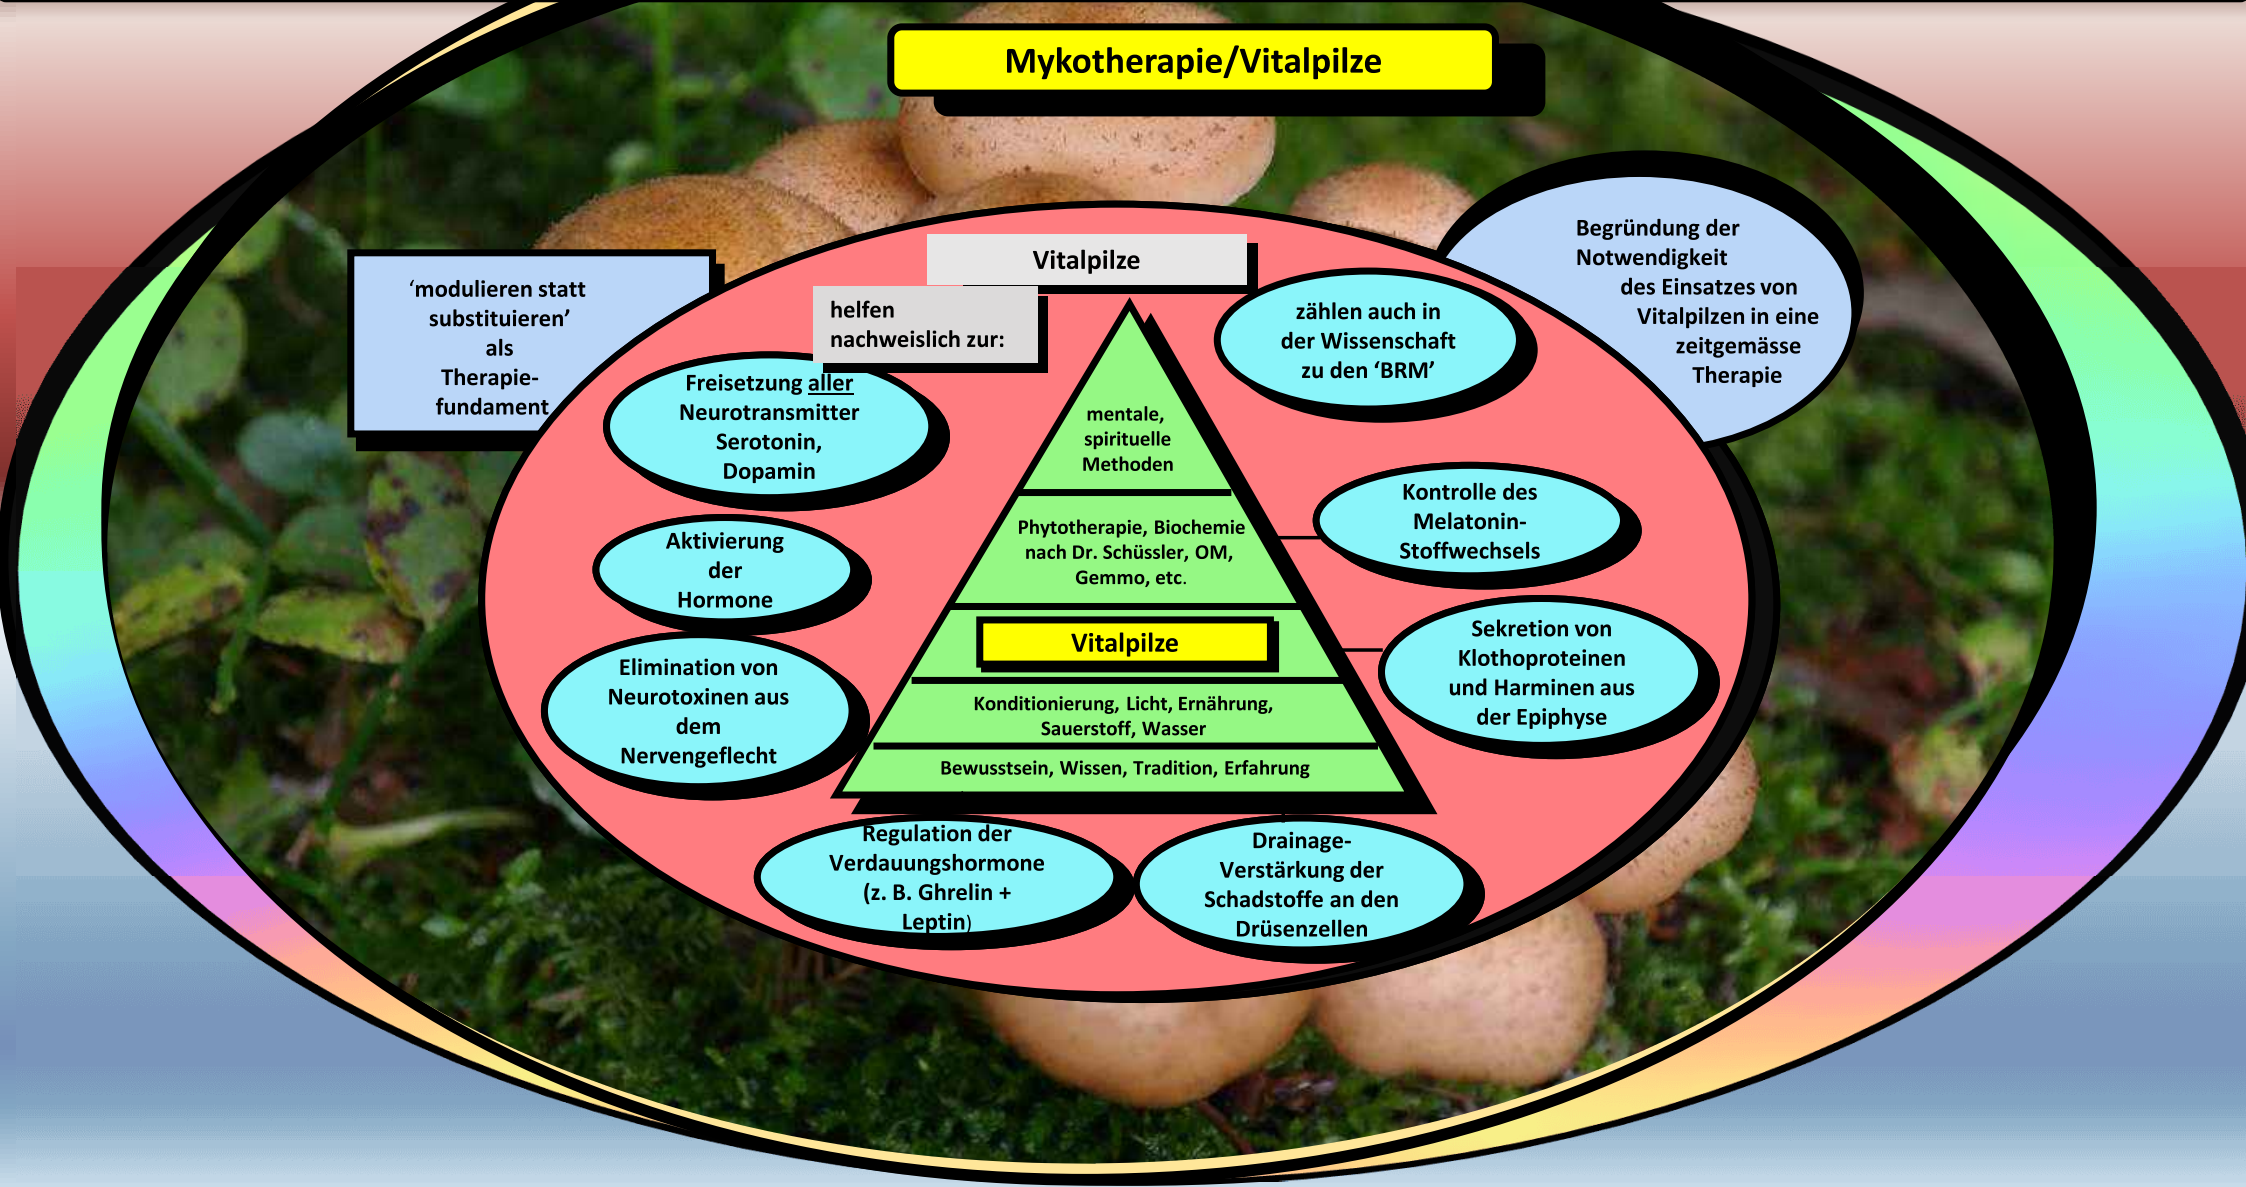 Mykotherapie/Vitalpilze
‘modulieren statt
substituieren’
als
Therapie-
fundament
Vitalpilze
helfen
nachweislich zur:
zählen auch in
der Wissenschaft
zu den ‘BRM’
Begründung der
Notwendigkeit
des Einsatzes von
Vitalpilzen in eine
zeitgemässe
Therapie
Freisetzung aller
Neurotransmitter
Serotonin,
Dopamin
Aktivierung
der
Hormone
Elimination von
Neurotoxinen aus
dem
Nervengeflecht
mentale,
spirituelle
Methoden
Phytotherapie, Biochemie
nach Dr. Schüssler, OM,
Gemmo, etc.
Vitalpilze
Konditionierung, Licht, Ernährung,
Sauerstoff, Wasser
Bewusstsein, Wissen, Tradition, Erfahrung
Kontrolle des
Melatonin-
Stoffwechsels
Sekretion von
Klothoproteinen
und Harminen aus
der Epiphyse
Regulation der
Verdauungshormone
(z. B. Ghrelin +
Leptin)
Drainage-
Verstärkung der
Schadstoffe an den
Drüsenzellen